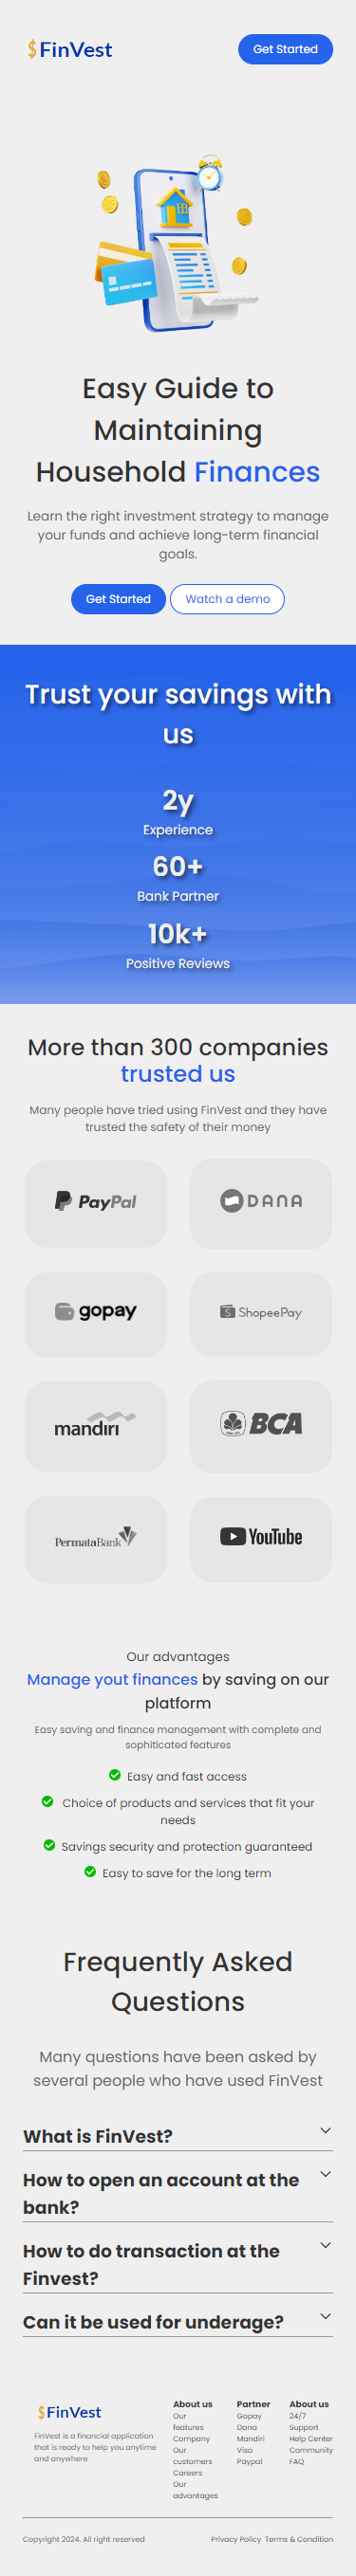 $FinVest
Get Started
Easy Guide to
Maintaining
Household Finances
Learn the right investment strategy to manage
your funds and achieve long-term financial
goals.
Get Started
Watch a demo
Trust your savings with
us
2y
Experience
60+
Bank Partner
10k+
Positive Reviews
More than 300 companies
trusted us
Many people have tried using FinVest and they have
trusted the safety of their money
PayPal
DANA
gopay
S ShopeePay
mandiri
BCA
PermataBank
YouTube
Our advantages
Manage yout finances by saving on our
platform
Easy saving and finance management with complete and
sophiticated features
Easy and fast access
Choice of products and services that fit your
needs
Savings security and protection guaranteed
Easy to save for the long term
Frequently Asked
Questions
Many questions have been asked by
several people who have used FinVest
What is FinVest?
How to open an account at the
bank?
How to do transaction at the
Finvest?
Can it be used for underage?
$FinVest
FinVest is a financial application
that is ready to help you anytime
and anywhere
About us
Our
features
Company
Our
customers
Careers
Our
advantages
Partner
Gopay
Dana
Mandiri
Visa
Paypal
About us
24/7
Support
Help Center
Community
FAQ
Copyright 2024. All right reserved
Privacy Policy Terms & Condition